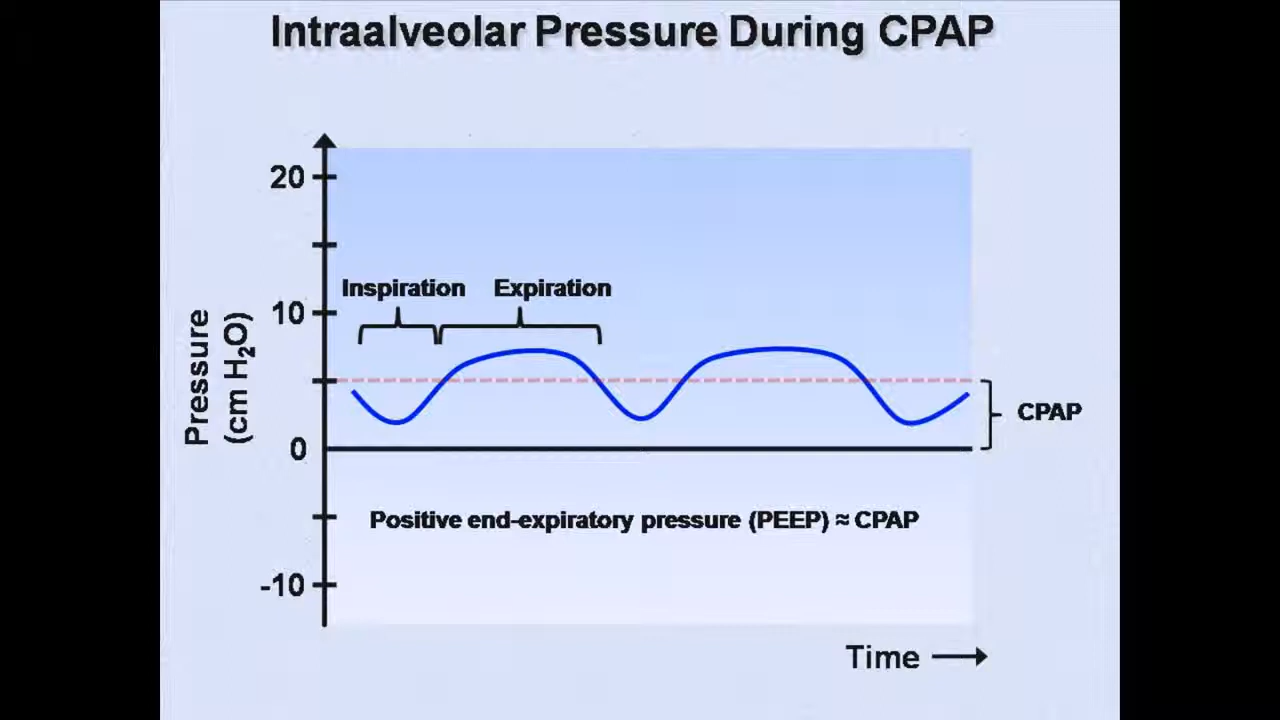 Intraalveolar Pressure During CPAP
20
Inspiration Expiration
10
Pressure
(cm H₂O)
CPAP
0
Positive end-expiratory pressure (PEEP) ≈ CPAP
-10
Time